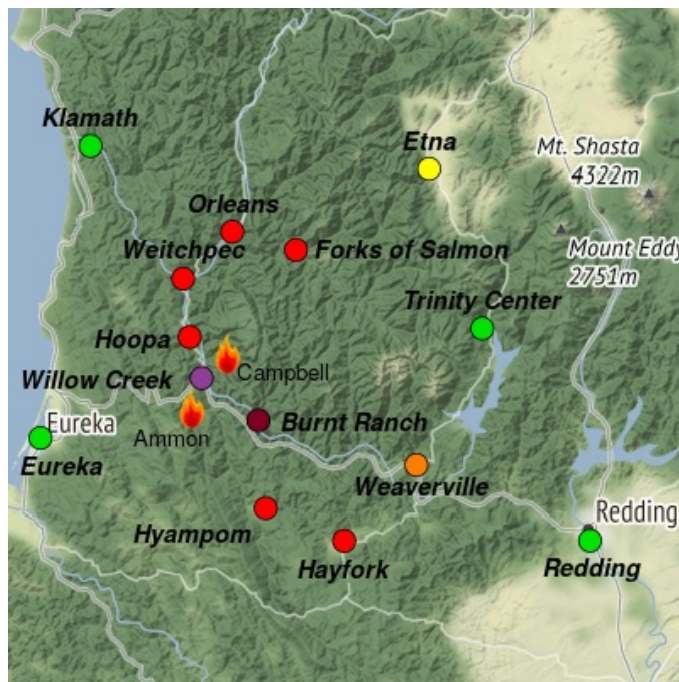 Klamath
Etna
Mt. Shasta
4322m
Orleans
Weitchpec
Forks of Salmon
Mount Eddy
2751m
Trinity Center
Hoopa
Campbell
Willow Creek
Eureka
Ammon
Burnt Ranch
Eureka
Weaverville
Hyampom
Redding
Hayfork
Redding